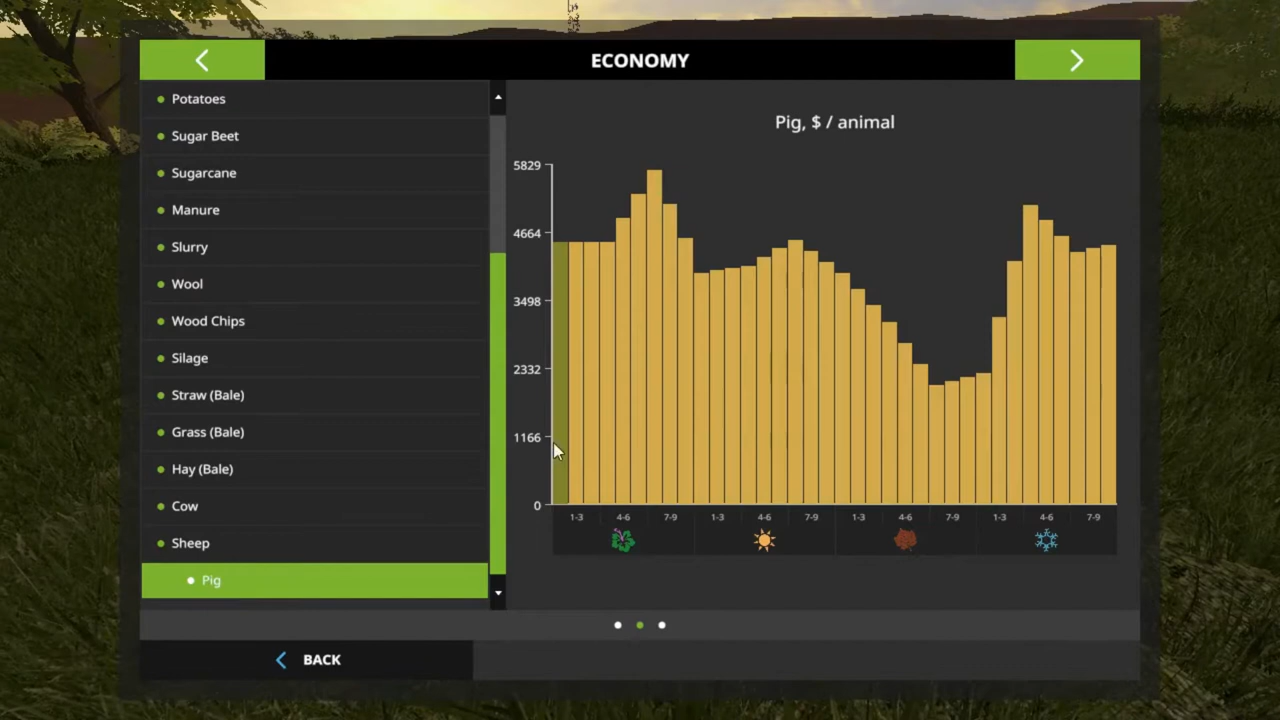 ECONOMY
Potatoes
Sugar Beet
Sugarcane
Manure
Slurry
Wool
Wood Chips
Silage
Straw (Bale)
Grass (Bale)
Hay (Bale)
Cow
Sheep
Pig
Pig, $ / animal
5829
4664
3498
2332
1166
0
1-3 4-6 7-9 1-3 4-6 7-9 1-3 4-6 7-9 1-3 4-6 7-9
BACK